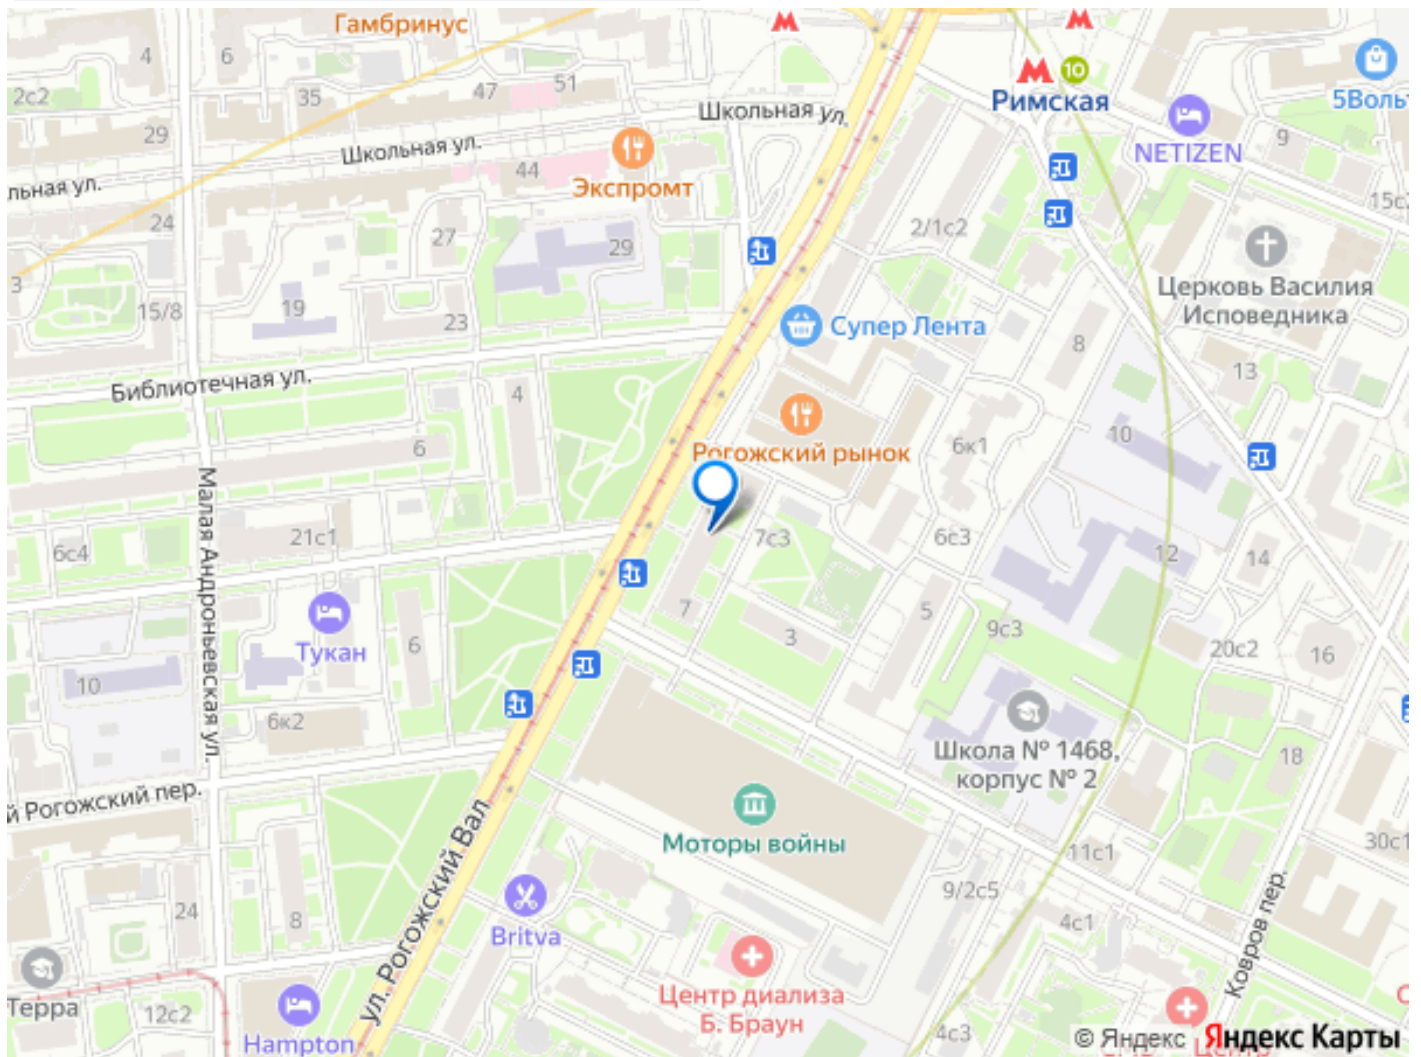 Гамбринус
4
6
2с2
35
47
51
10
Римская
5Воль
Школьная ул.
29
Школьная ул.
44
Экспромт
NETIZEN
9
льная ул.
24
27
29
2/1с2
15с2
3
15/8
19
23
Супер Лента
Церковь Василия
Исповедника
8
13
Библиотечная ул.
4
6
Рогожский рынок
6к1
10
Малая Андроньевская ул.
6с4
21с1
7с3
6с3
12
14
7
3
5
9с3
20с2
16
Тукан
6
10
6к2
Школа № 1468,
корпус № 2
18
й Рогожский пер.
ул. Рогожский Вал
Моторы войны
11с1
30с1
9/2с5
4с1
Ковров пер.
24
8
Britva
Терра
12с2
Центр диализа
Б. Браун
4с3
Hampton
© Яндекс Яндекс Карты